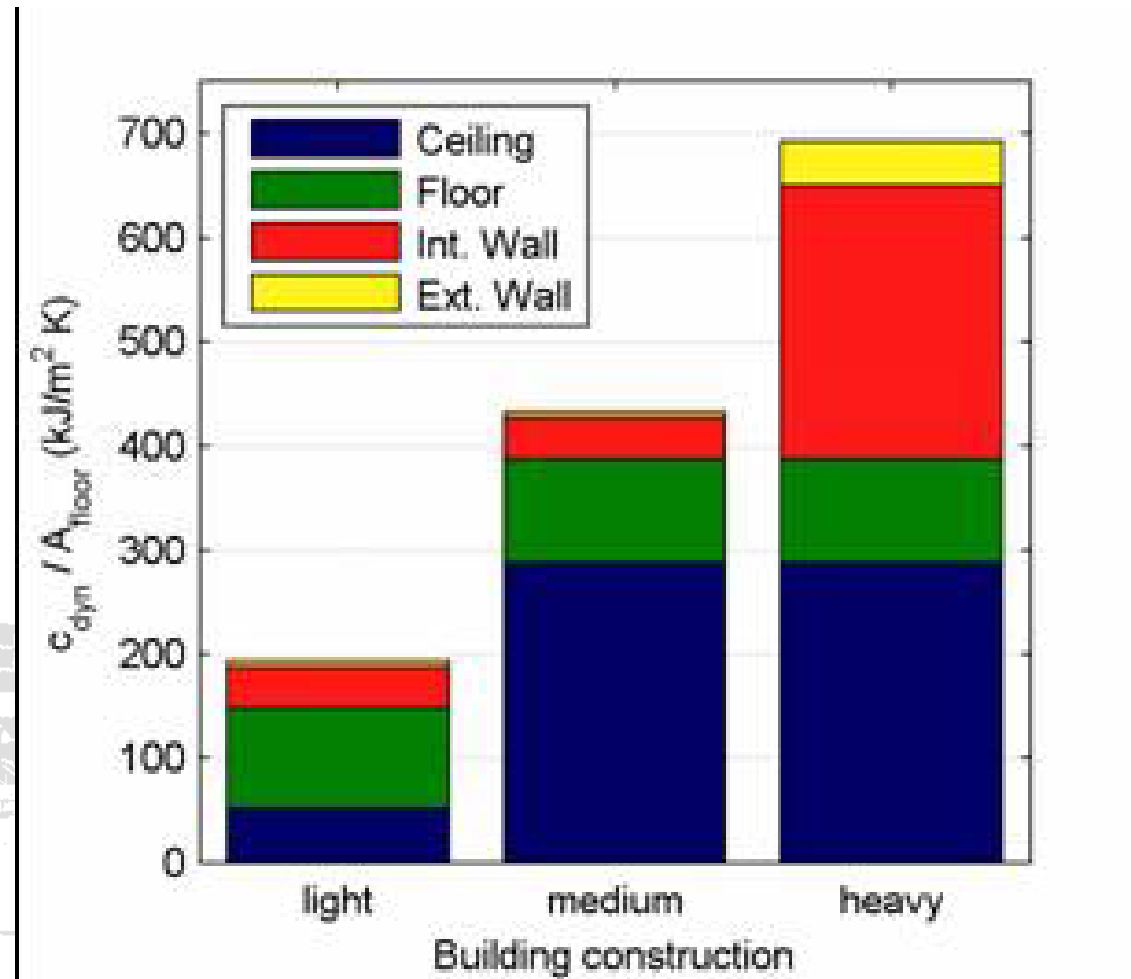 700
600
500
400
300
200
100
0
c_dyn / A_floor (kJ/m² K)
Ceiling
Floor
Int. Wall
Ext. Wall
light medium heavy
Building construction